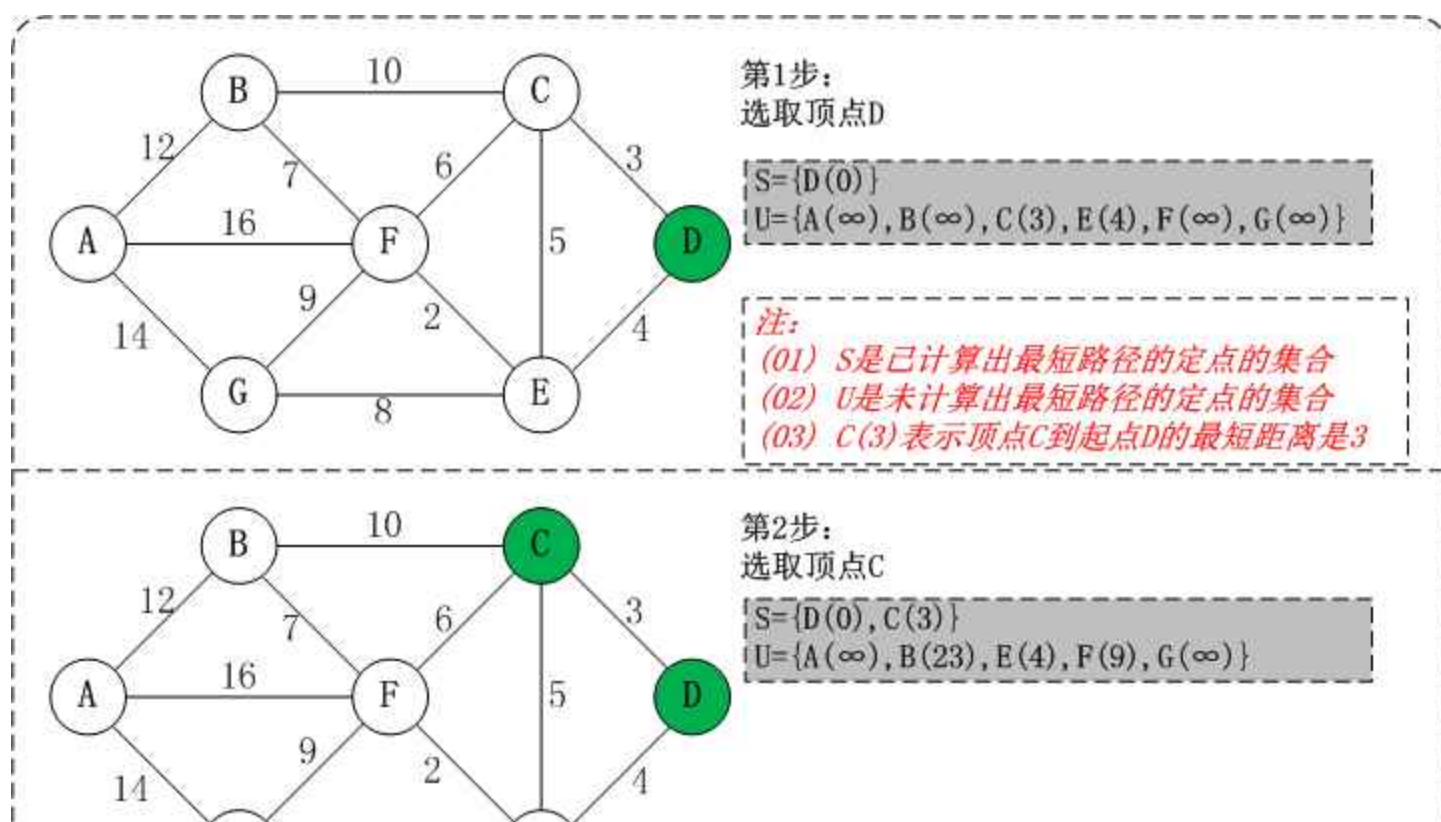 B
10
C
12
7
6
3
A
16
F
5
D
14
9
2
4
G
8
E
第1步:
选取顶点D
S={D(0)}
U={A(∞),B(∞),C(3),E(4),F(∞),G(∞)}
注:
(01) S是已计算出最短路径的定点的集合
(02) U是未计算出最短路径的定点的集合
(03) C(3)表示顶点C到起点D的最短距离是3
B
10
C
12
7
6
3
A
16
F
5
D
14
9
2
4
第2步:
选取顶点C
S={D(0),C(3)}
U={A(∞),B(23),E(4),F(9),G(∞)}